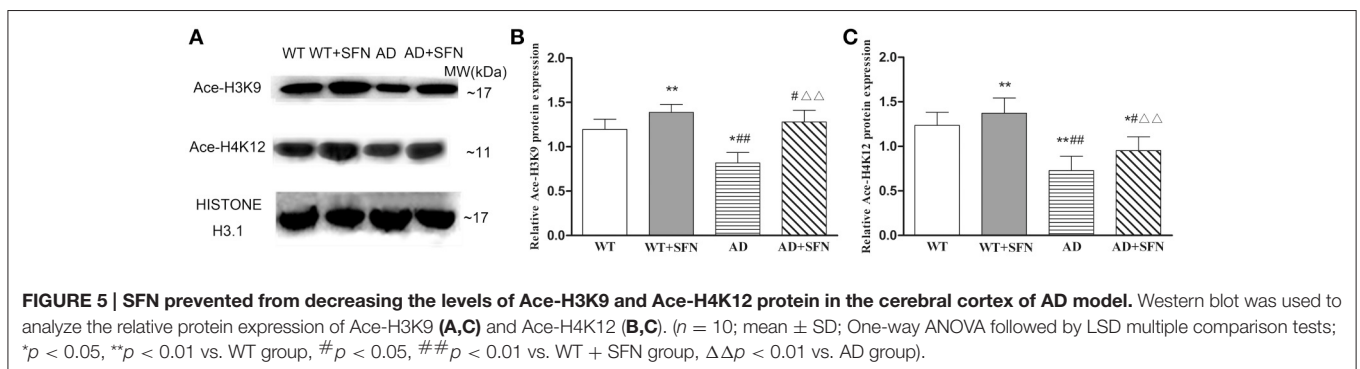 A
WT WT+SFN AD AD+SFN
MW(kDa)
Ace-H3K9
~17
Ace-H4K12
~11
HISTONE
H3.1
~17
B
Relative Ace-H3K9 protein expression
2.0
1.5
1.0
0.5
0.0
**
*##
#△△
WT
WT+SFN
AD
AD+SFN
C
Relative Ace-H4K12 protein expression
2.0
1.5
1.0
0.5
0.0
**
**##
*#△△
WT
WT+SFN
AD
AD+SFN
FIGURE 5 | SFN prevented from decreasing the levels of Ace-H3K9 and Ace-H4K12 protein in the cerebral cortex of AD model. Western blot was used to
analyze the relative protein expression of Ace-H3K9 (A,C) and Ace-H4K12 (B,C). (n = 10; mean ± SD; One-way ANOVA followed by LSD multiple comparison tests;
*p < 0.05, **p < 0.01 vs. WT group, #p < 0.05, ##p < 0.01 vs. WT + SFN group, ΔΔp < 0.01 vs. AD group).